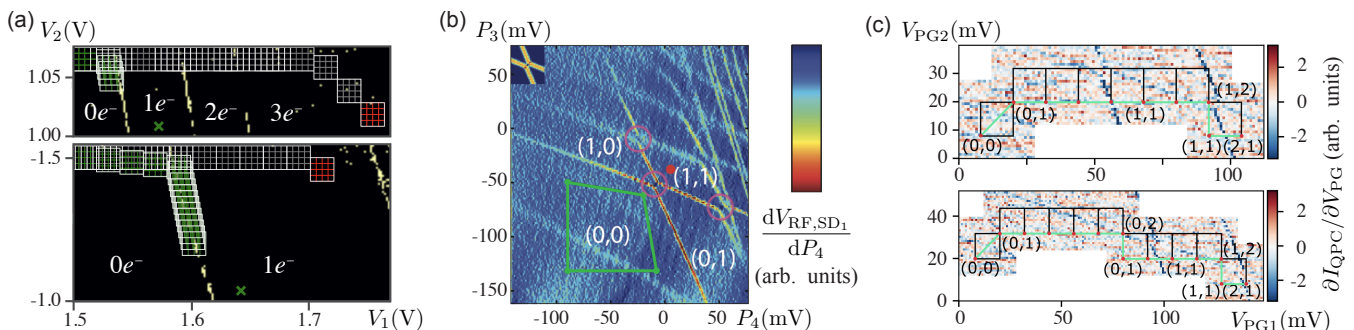 (a)
V₂(V)
1.05
1.00
0e⁻
1e⁻
2e⁻
3e⁻
-1.5
-1.0
0e⁻
1e⁻
1.5
1.6
1.7
V₁(V)
(b)
P₃(mV)
0
-50
-100
-150
(1,0)
(1,1)
(0,0)
(0,1)
-100
-50
0
50
P₄(mV)
dV_RF,SD₁
dP₄
(arb. units)
(c)
V_PG2(mV)
30
20
10
0
(0,0)
(0,1)
(1,1)
(1,2)
(1,1)(2,1)
0
50
100
2
0
-2
40
20
0
(0,0)
(0,1)
(0,2)
(0,1)
(1,1)
(1,2)
(1,1)(2,1)
0
50
100
V_PG1(mV)
2
0
-2
∂I_QPC/∂V_PG (arb. units)